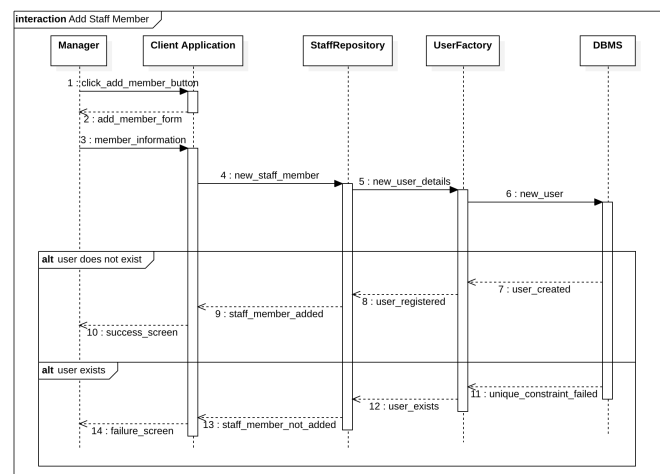 interaction Add Staff Member
Manager
Client Application
StaffRepository
UserFactory
DBMS
1 : click_add_member_button
2 : add_member_form
3 : member_information
4 : new_staff_member
5 : new_user_details
6 : new_user
alt user does not exist
7 : user_created
8 : user_registered
9 : staff_member_added
10 : success_screen
alt user exists
11 : unique_constraint_failed
12 : user_exists
13 : staff_member_not_added
14 : failure_screen